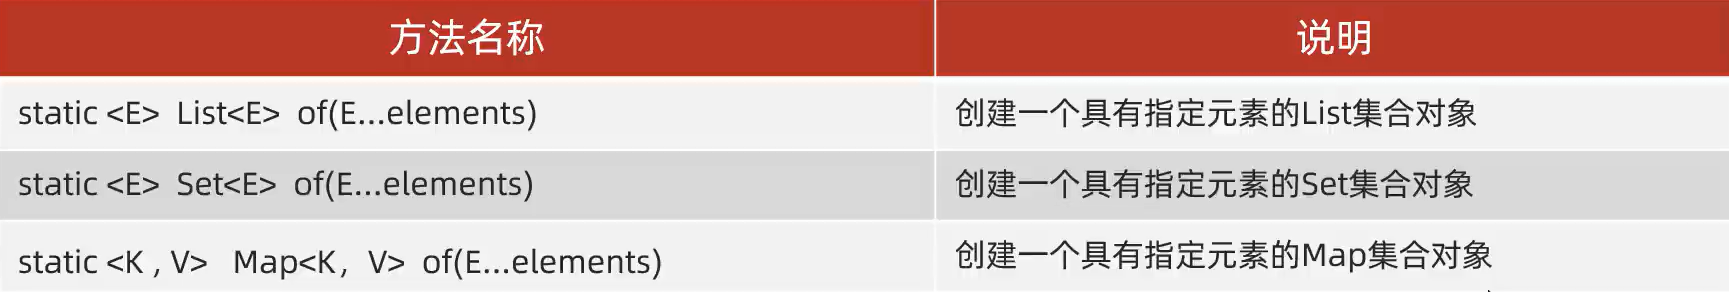 方法名称 说明
static <E> List<E> of(E...elements) 创建一个具有指定元素的List集合对象
static <E> Set<E> of(E...elements) 创建一个具有指定元素的Set集合对象
static <K , V> Map<K，V> of(E...elements) 创建一个具有指定元素的Map集合对象